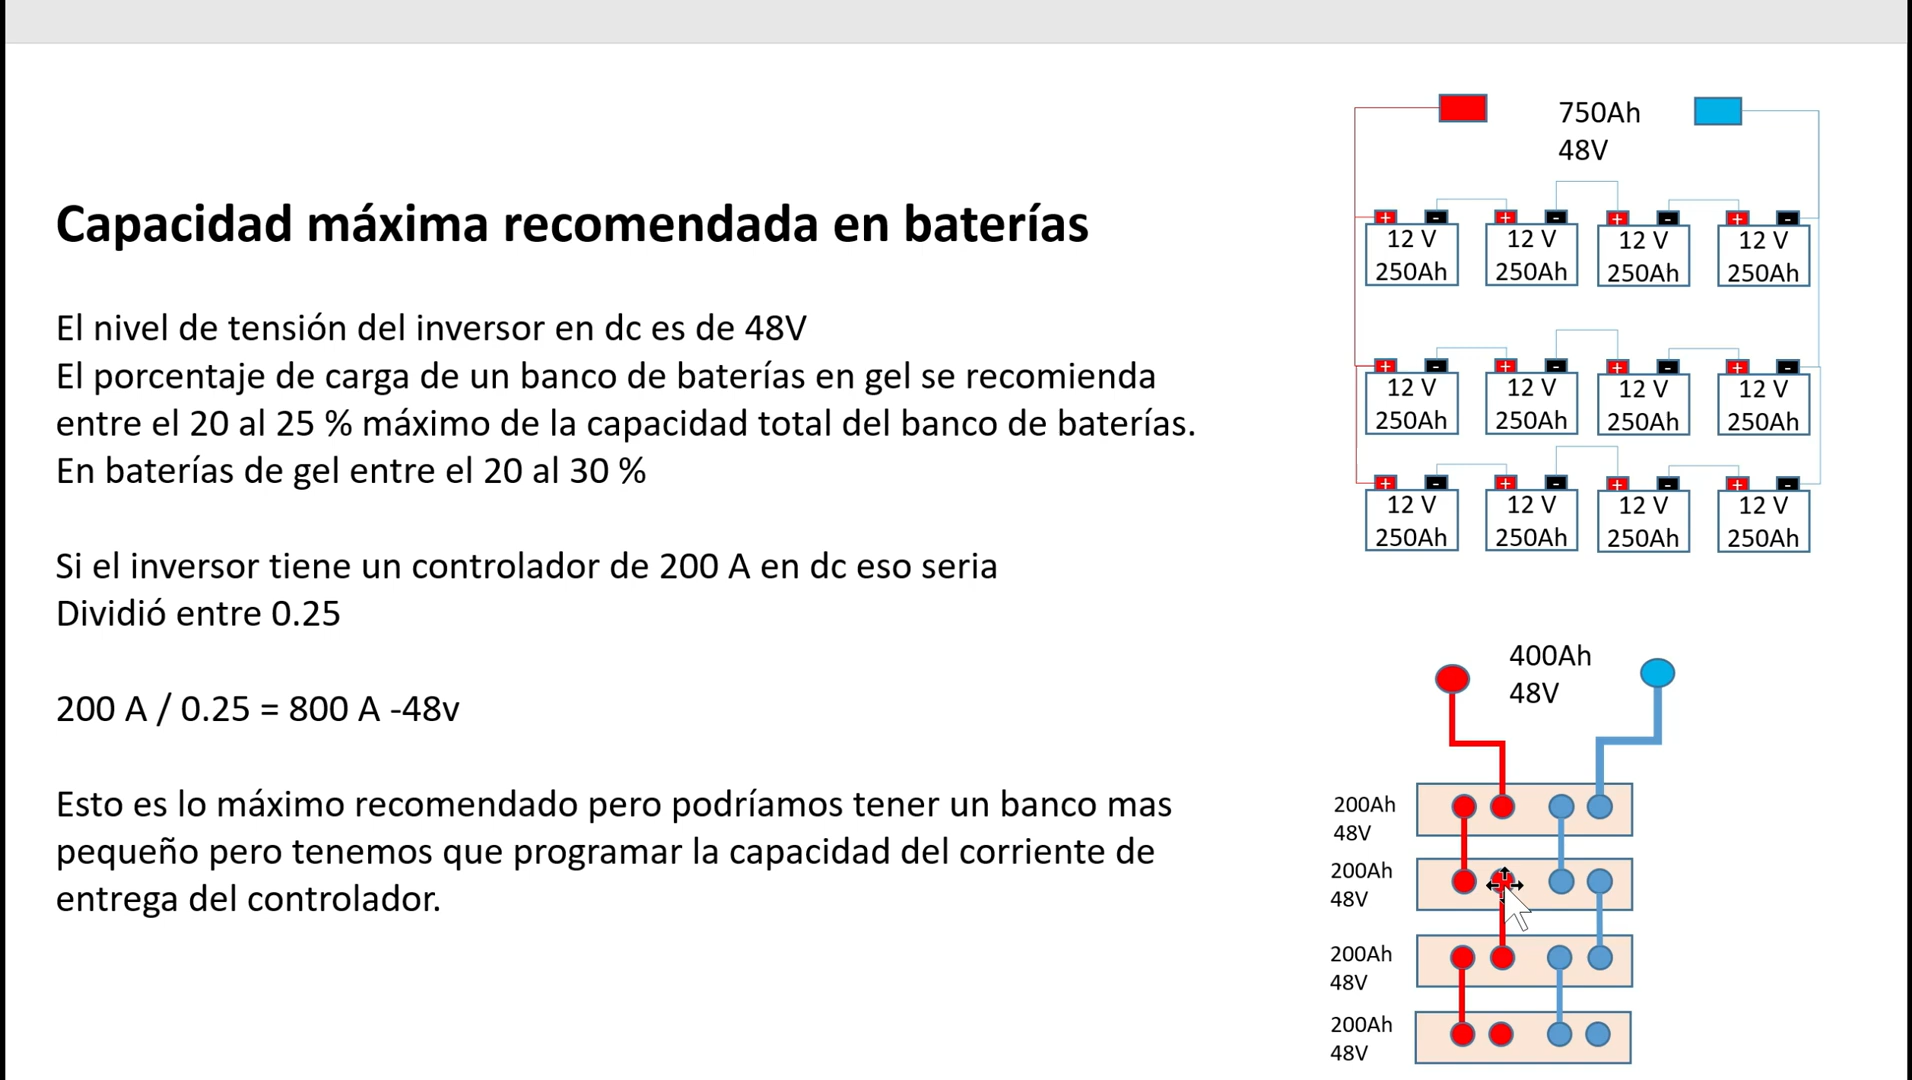 Capacidad máxima recomendada en baterías
El nivel de tensión del inversor en dc es de 48V
El porcentaje de carga de un banco de baterías en gel se recomienda
entre el 20 al 25 % máximo de la capacidad total del banco de baterías.
En baterías de gel entre el 20 al 30 %
Si el inversor tiene un controlador de 200 A en dc eso seria
Dividió entre 0.25
200 A / 0.25 = 800 A -48v
Esto es lo máximo recomendado pero podríamos tener un banco mas
pequeño pero tenemos que programar la capacidad del corriente de
entrega del controlador.
750Ah
48V
+ - + - + - + -
12 V 12 V 12 V 12 V
250Ah 250Ah 250Ah 250Ah
+ - + - + - + -
12 V 12 V 12 V 12 V
250Ah 250Ah 250Ah 250Ah
+ - + - + - + -
12 V 12 V 12 V 12 V
250Ah 250Ah 250Ah 250Ah
400Ah
48V
200Ah
48V
200Ah
48V
200Ah
48V
200Ah
48V